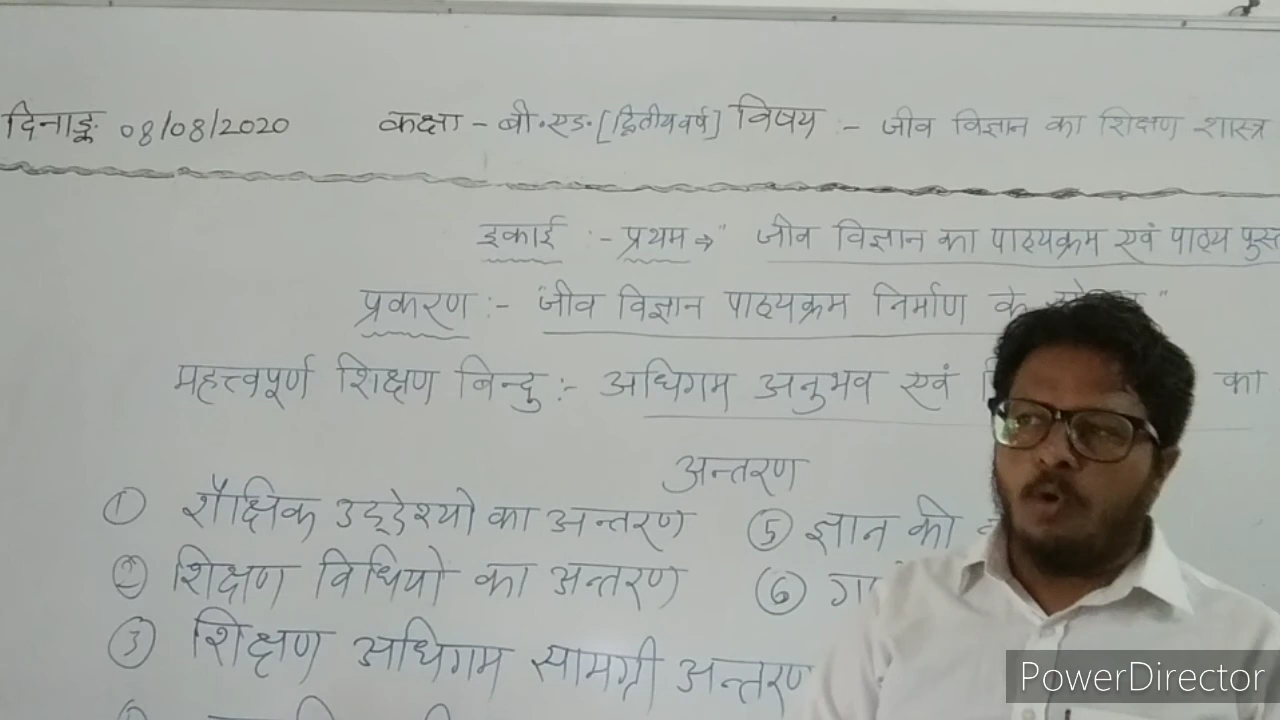 दिनाङ्क 08/08/2020 कक्षा - बी.एड.[द्वितीय वर्ष] विषय :- जीव विज्ञान का शिक्षण शास्त्र
इकाई :- प्रथम → " जीव विज्ञान का पाठ्यक्रम एवं पाठ्य
प्रकरण :- "जीव विज्ञान पाठ्यक्रम निर्माण के "
महत्त्वपूर्ण शिक्षण बिन्दु :- अधिगम अनुभव एवं का
अन्तरण
① शैक्षिक उद्देश्यो का अन्तरण ⑤ ज्ञान की
② शिक्षण विधियो का अन्तरण ⑥
③ शिक्षण अधिगम सामग्री अन्तरण
PowerDirector